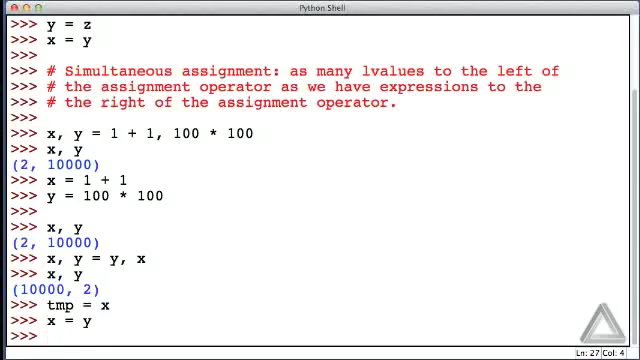 Python Shell
>>> y = z
>>> x = y
>>>
>>> # Simultaneous assignment: as many lvalues to the left of
>>> # the assignment operator as we have expressions to the
>>> # the right of the assignment operator.
>>>
>>> x, y = 1 + 1, 100 * 100
>>> x, y
(2, 10000)
>>> x = 1 + 1
>>> y = 100 * 100
>>>
>>> x, y
(2, 10000)
>>> x, y = y, x
>>> x, y
(10000, 2)
>>> tmp = x
>>> x = y
>>>
Ln: 27 Col: 4